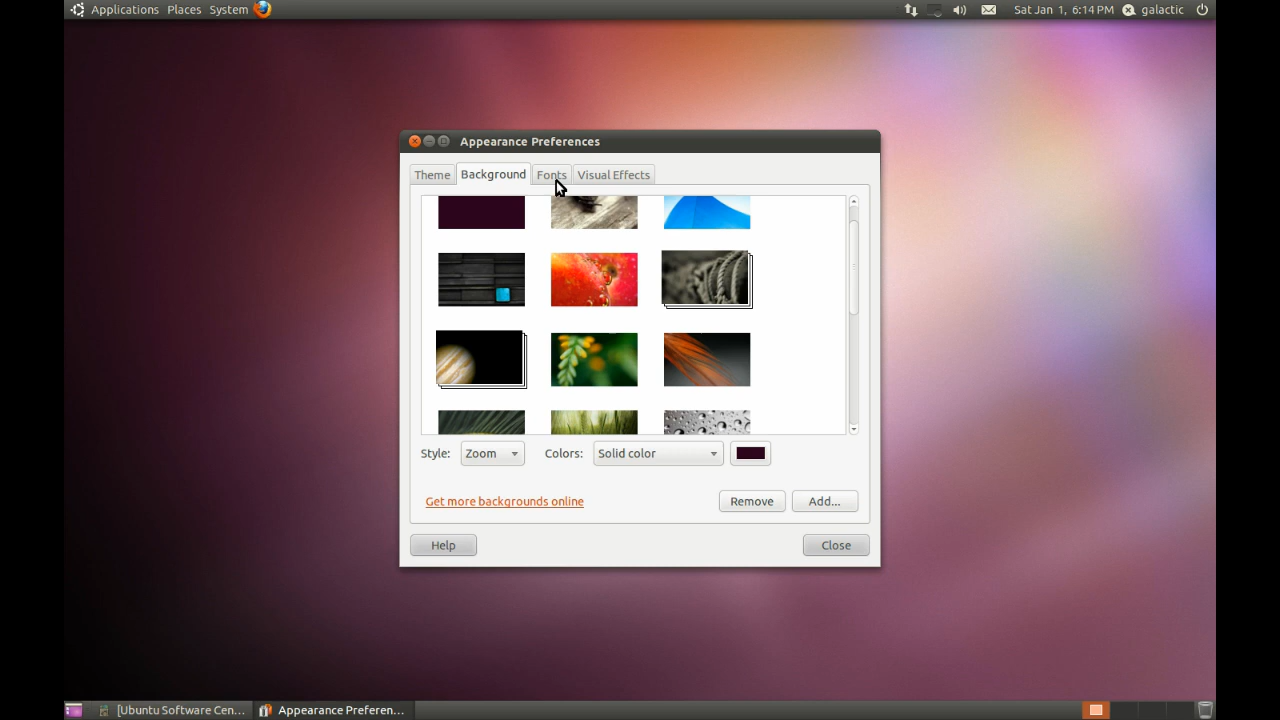 Applications Places System
Sat Jan 1, 6:14 PM galactic
Appearance Preferences
Theme Background Fonts Visual Effects
Style: Zoom Colors: Solid color
Get more backgrounds online Remove Add...
Help Close
[Ubuntu Software Cen... Appearance Preferen...